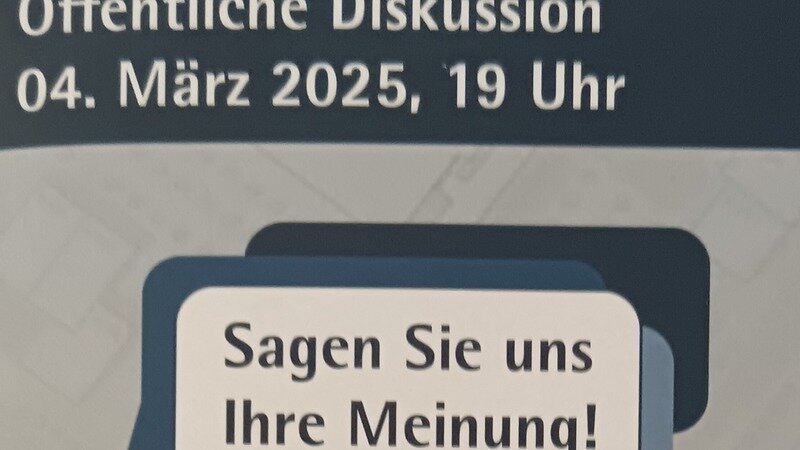 Öffentliche Diskussion
04. März 2025, 19 Uhr
Sagen Sie uns
Ihre Meinung!